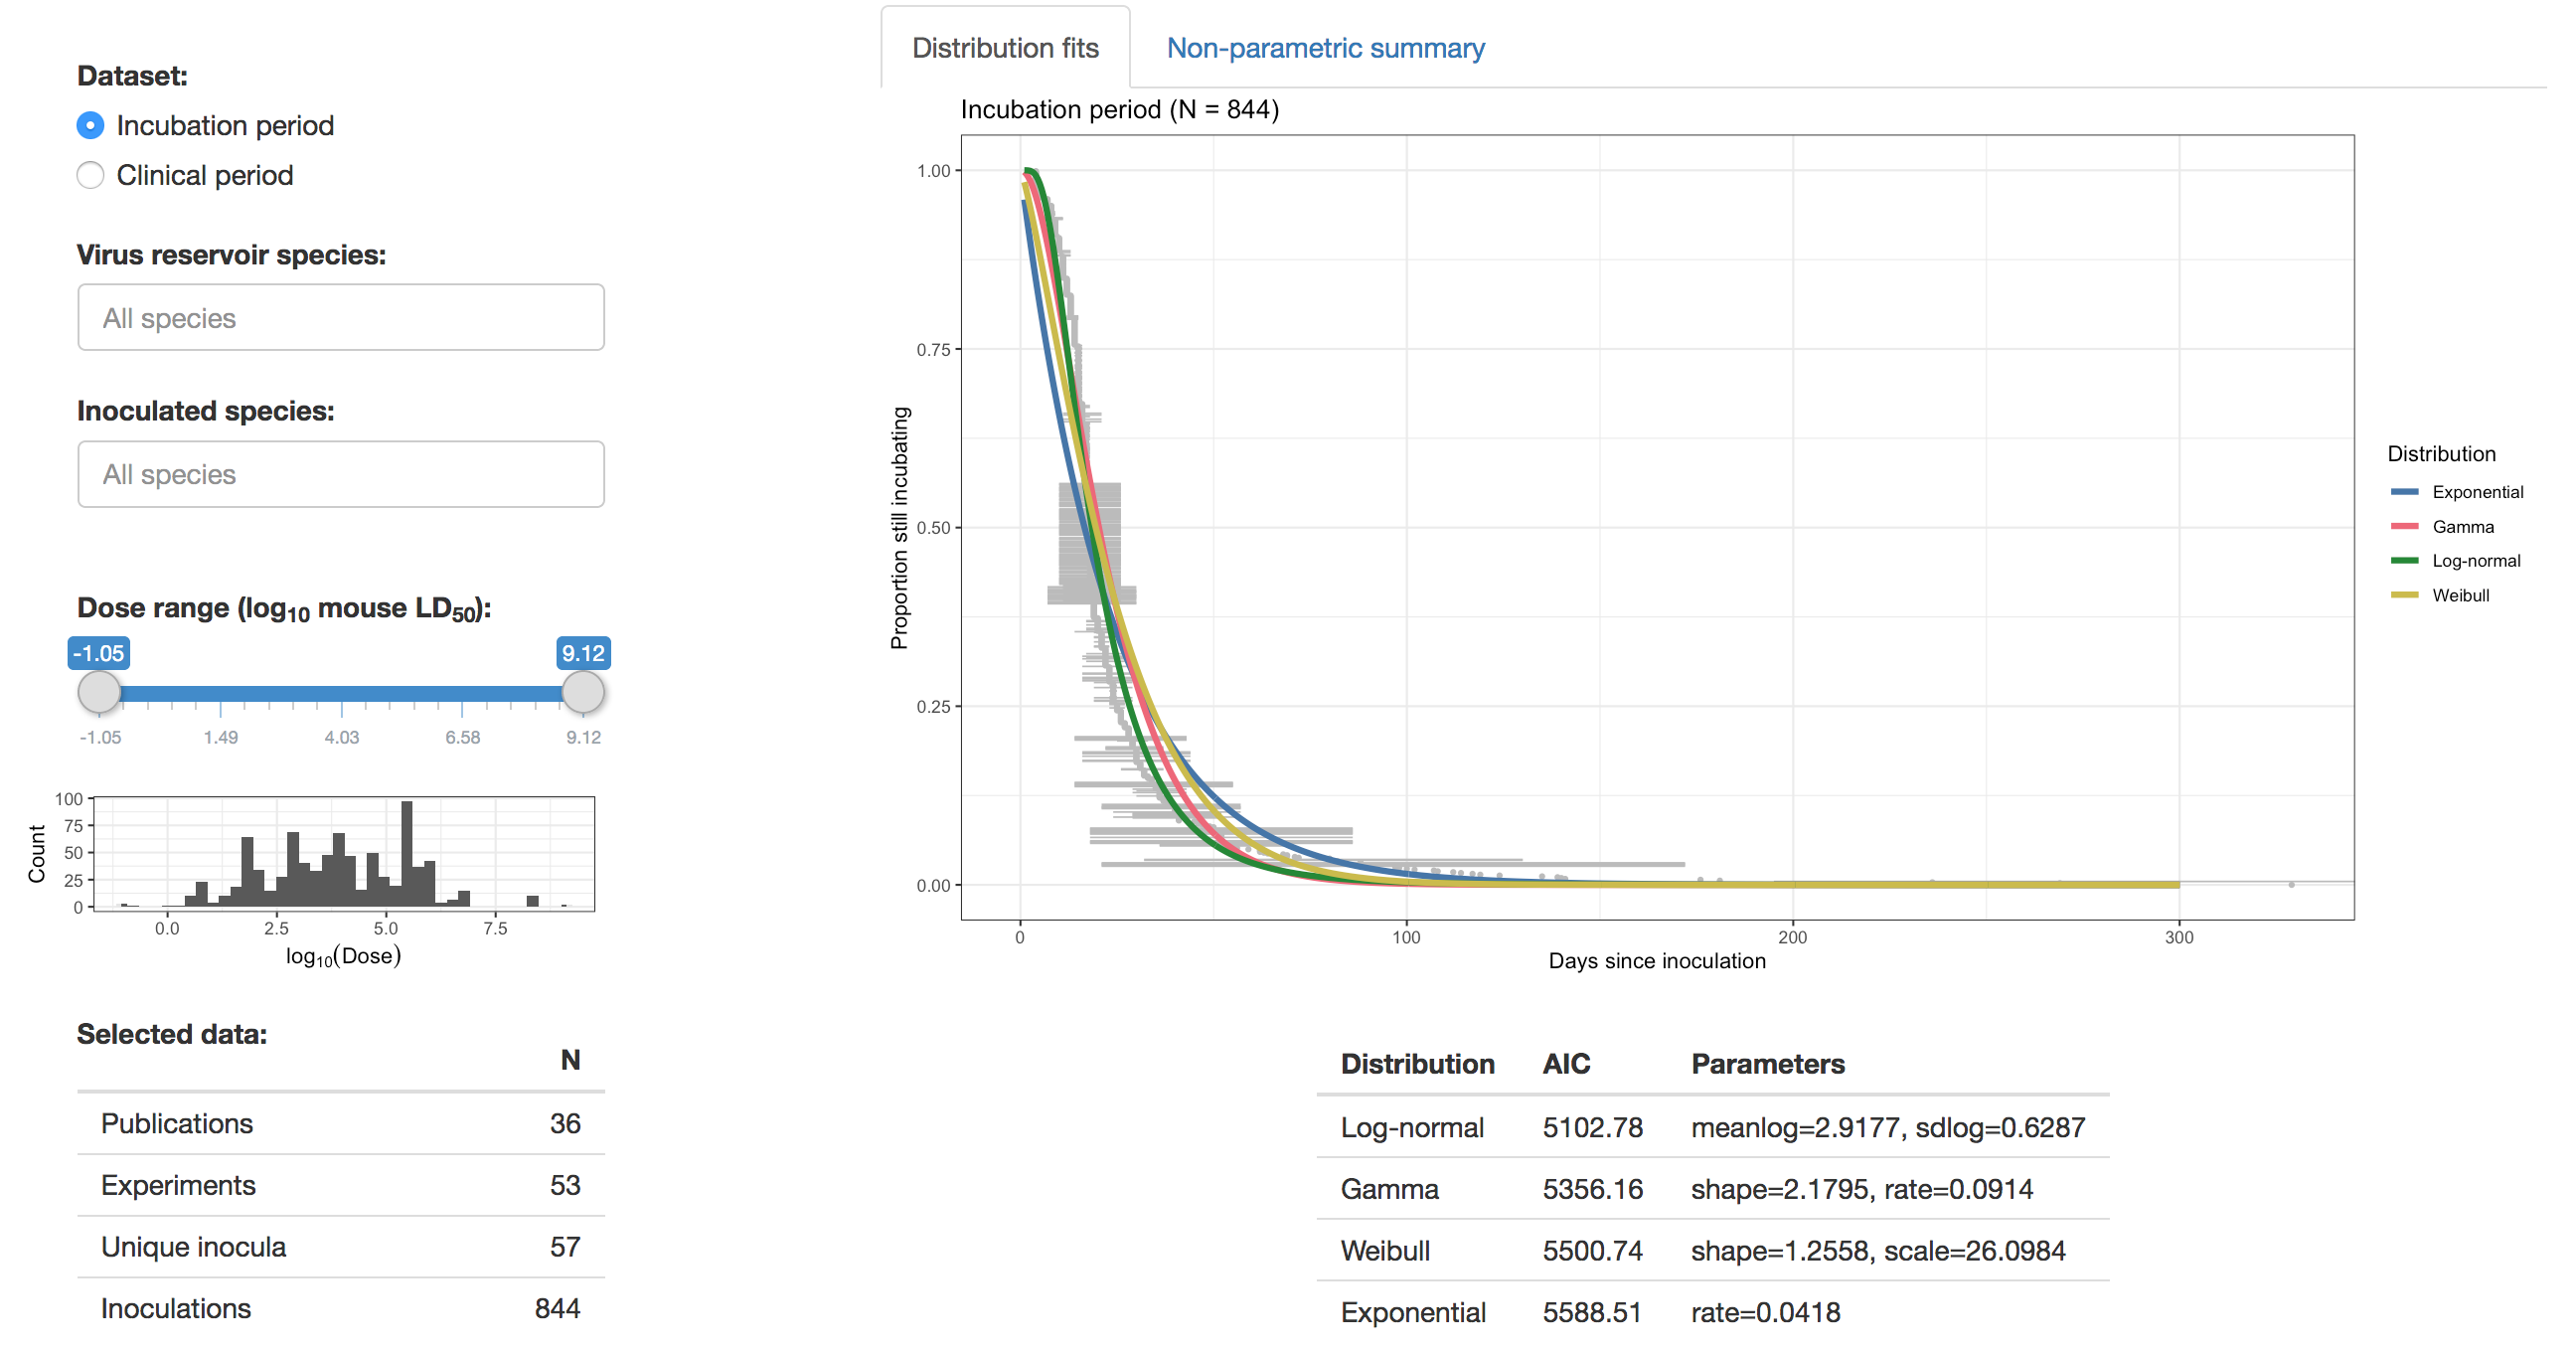 Dataset:
Incubation period
Clinical period
Virus reservoir species:
All species
Inoculated species:
All species
Dose range (log₁₀ mouse LD₅₀):
-1.05 9.12
-1.05 1.49 4.03 6.58 9.12
100
75
50
25
0
Count
0.0 2.5 5.0 7.5
log₁₀(Dose)
Selected data:
N
Publications 36
Experiments 53
Unique inocula 57
Inoculations 844
Distribution fits Non-parametric summary
Incubation period (N = 844)
1.00
0.75
0.50
0.25
0.00
Proportion still incubating
0 100 200 300
Days since inoculation
Distribution
Exponential
Gamma
Log-normal
Weibull
Distribution AIC Parameters
Log-normal 5102.78 meanlog=2.9177, sdlog=0.6287
Gamma 5356.16 shape=2.1795, rate=0.0914
Weibull 5500.74 shape=1.2558, scale=26.0984
Exponential 5588.51 rate=0.0418